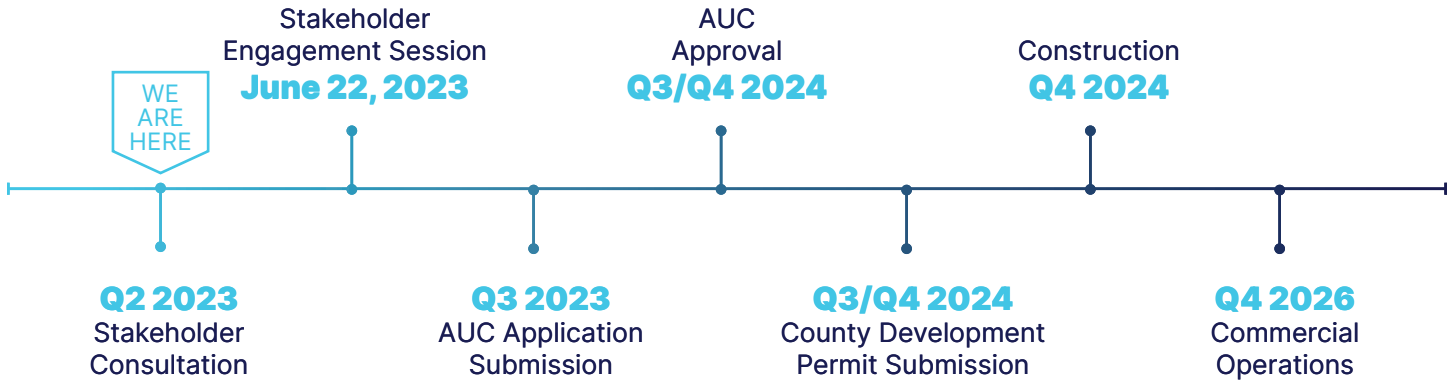 Stakeholder
Engagement Session
June 22, 2023
AUC
Approval
Q3/Q4 2024
Construction
Q4 2024
WE
ARE
HERE
Q2 2023
Stakeholder
Consultation
Q3 2023
AUC Application
Submission
Q3/Q4 2024
County Development
Permit Submission
Q4 2026
Commercial
Operations